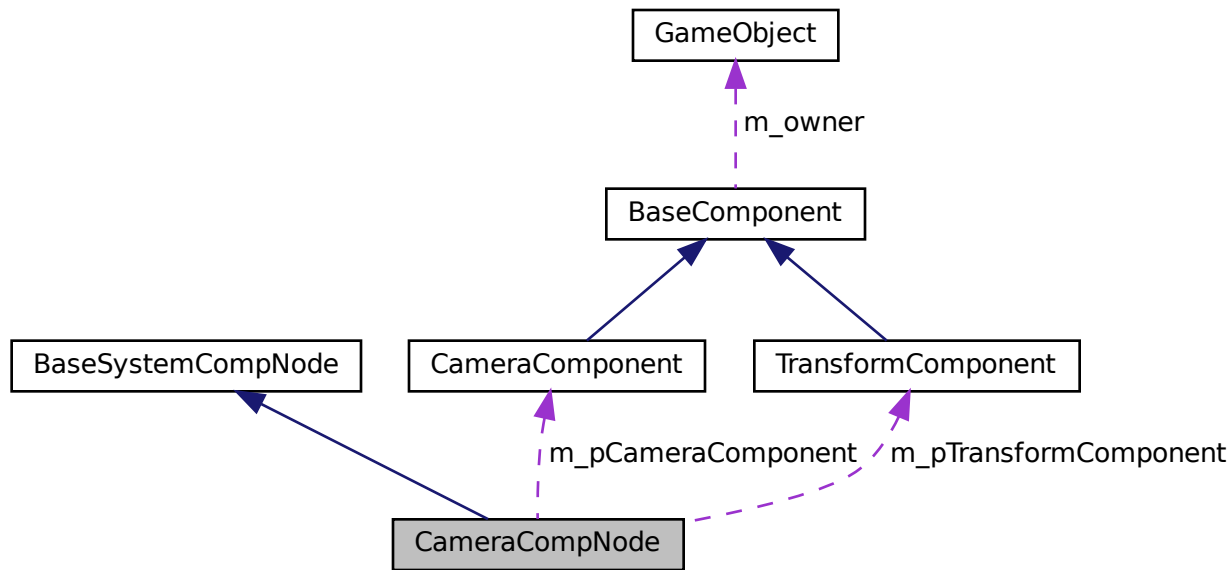 GameObject
m_owner
BaseComponent
BaseSystemCompNode
CameraComponent
TransformComponent
m_pCameraComponent
m_pTransformComponent
CameraCompNode